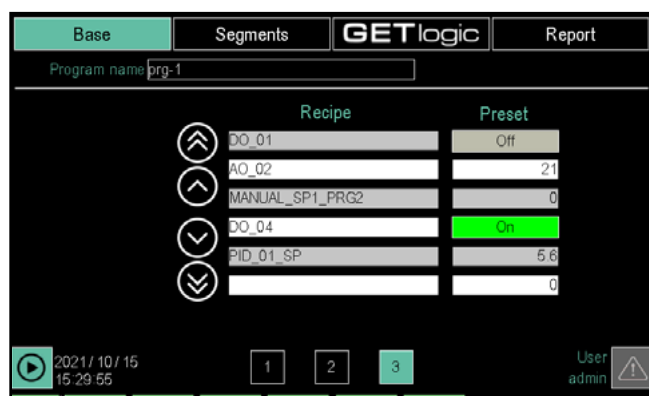 Base Segments GETlogic Report
Program name prg-1
Recipe Preset
DO_01 Off
AO_02 21
MANUAL_SP1_PRG2 0
DO_04 On
PID_01_SP 5.6
0
2021/10/15 1 2 3 User
15:29:55 admin